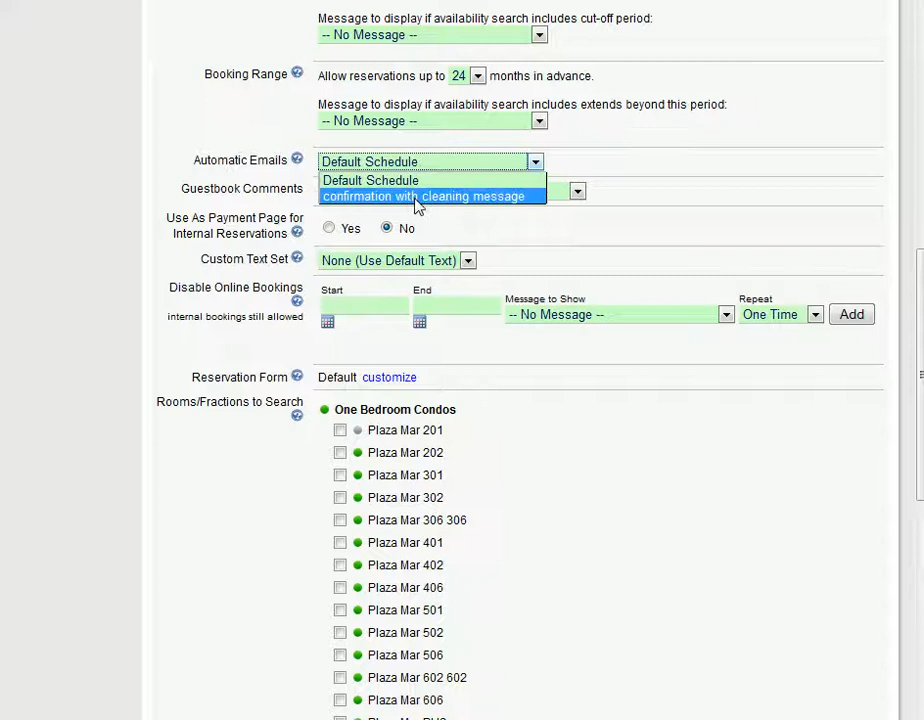 Message to display if availability search includes cut-off period:
-- No Message --
Booking Range
Allow reservations up to 24 months in advance.
Message to display if availability search includes extends beyond this period:
-- No Message --
Automatic Emails
Default Schedule
Default Schedule
confirmation with cleaning message
Guestbook Comments
Use As Payment Page for
Internal Reservations
Yes No
Custom Text Set
None (Use Default Text)
Disable Online Bookings
internal bookings still allowed
Start End Message to Show Repeat
-- No Message -- One Time Add
Reservation Form
Default customize
Rooms/Fractions to Search
One Bedroom Condos
Plaza Mar 201
Plaza Mar 202
Plaza Mar 301
Plaza Mar 302
Plaza Mar 306 306
Plaza Mar 401
Plaza Mar 402
Plaza Mar 406
Plaza Mar 501
Plaza Mar 502
Plaza Mar 506
Plaza Mar 602 602
Plaza Mar 606